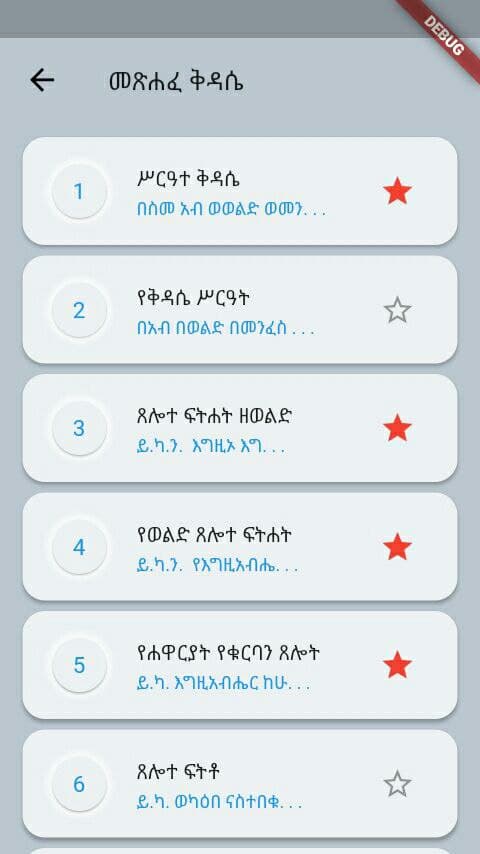 DEBUG
መጽሐፈ ቅዳሴ
1
ሥርዓተ ቅዳሴ
በስመ አብ ወወልድ ወመን. . .
2
የቅዳሴ ሥርዓት
በአብ በወልድ በመንፈስ . . .
3
ጸሎተ ፍትሐት ዘወልድ
ይ.ካ.ን. እግዚኦ እግ. . .
4
የወልድ ጸሎተ ፍትሐት
ይ.ካ.ን. የእግዚአብሔ. . .
5
የሐዋርያት የቁርባን ጸሎት
ይ.ካ. እግዚአብሔር ከሁ. . .
6
ጸሎተ ፍትቶ
ይ.ካ. ወካዕበ ናስተበቁ. . .